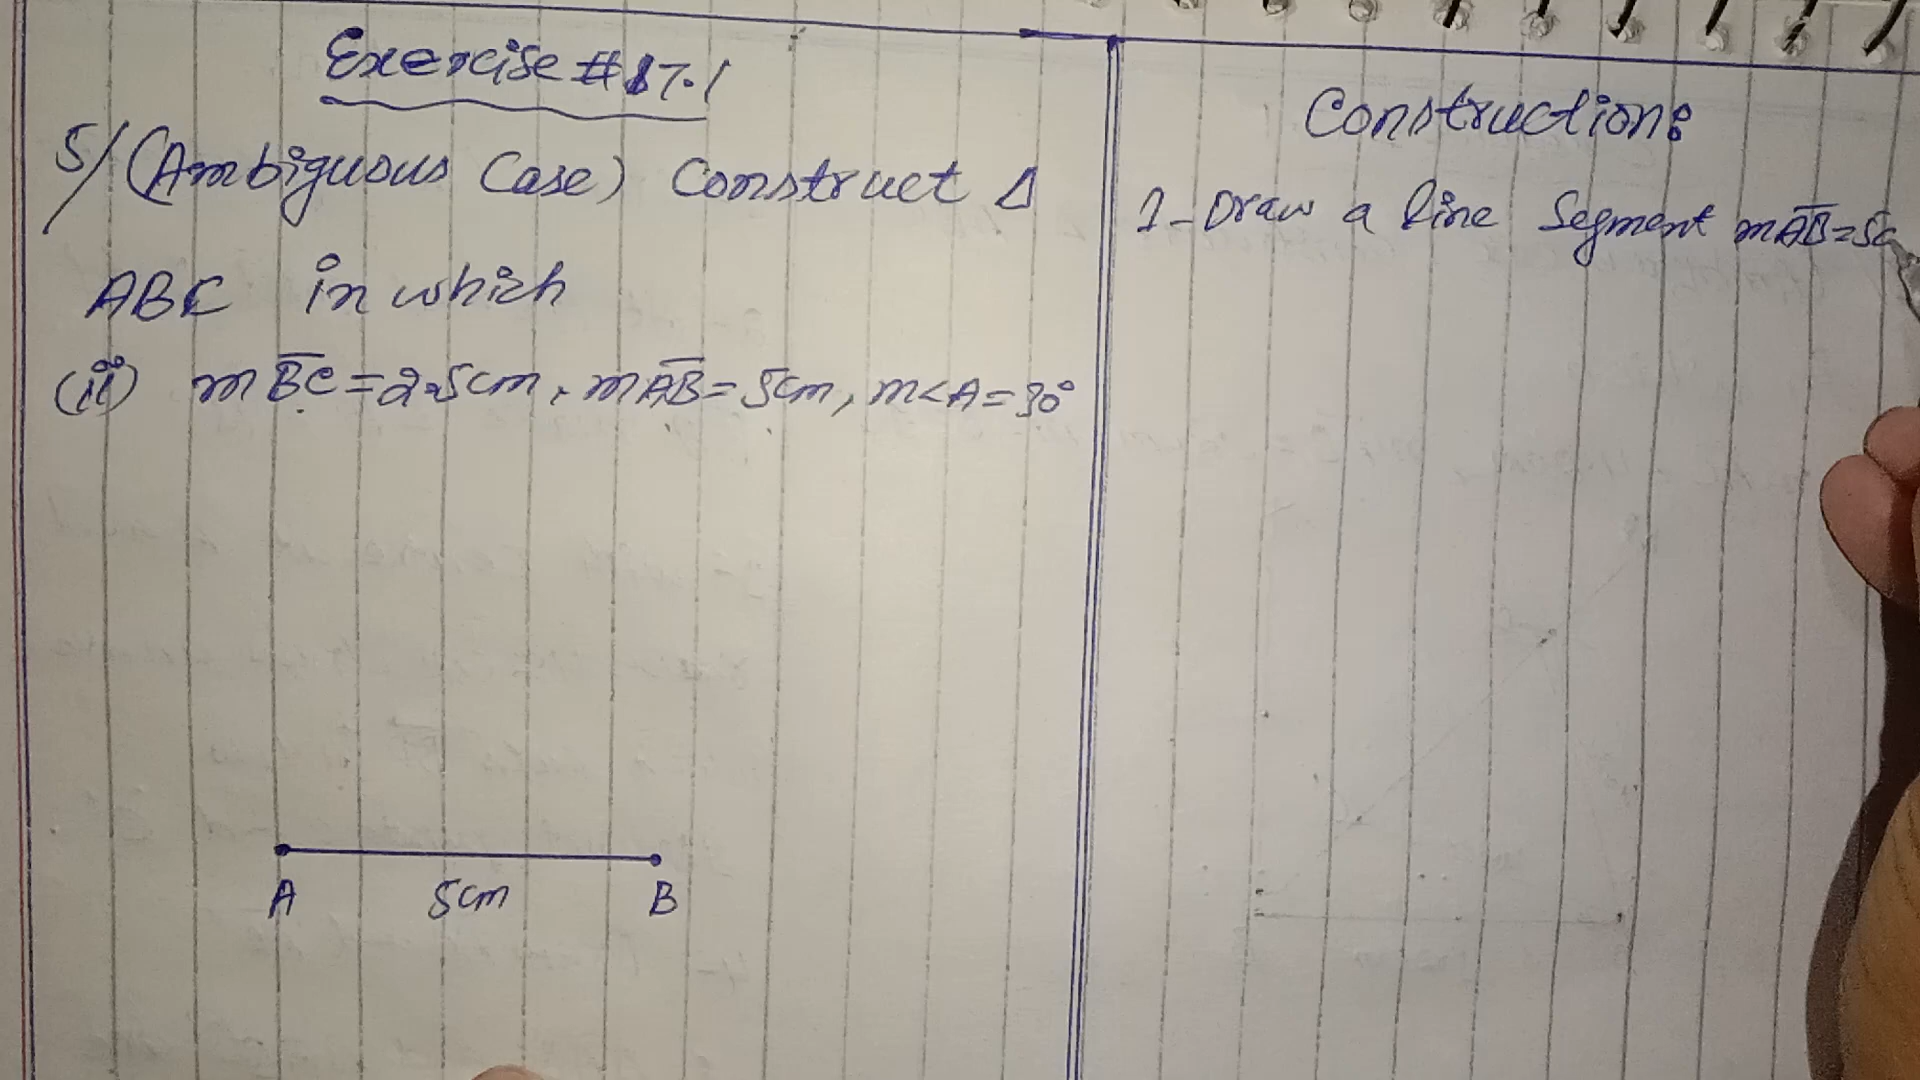 Exercise #17.1
5/ (Ambiguous Case) Construct Δ
ABC in which
(ii) mBC̅ = 2.5cm, mAB̅ = 5cm, m<A = 30°
A 5cm B
Construction:
1- Draw a line Segment mAB̅ = 5c